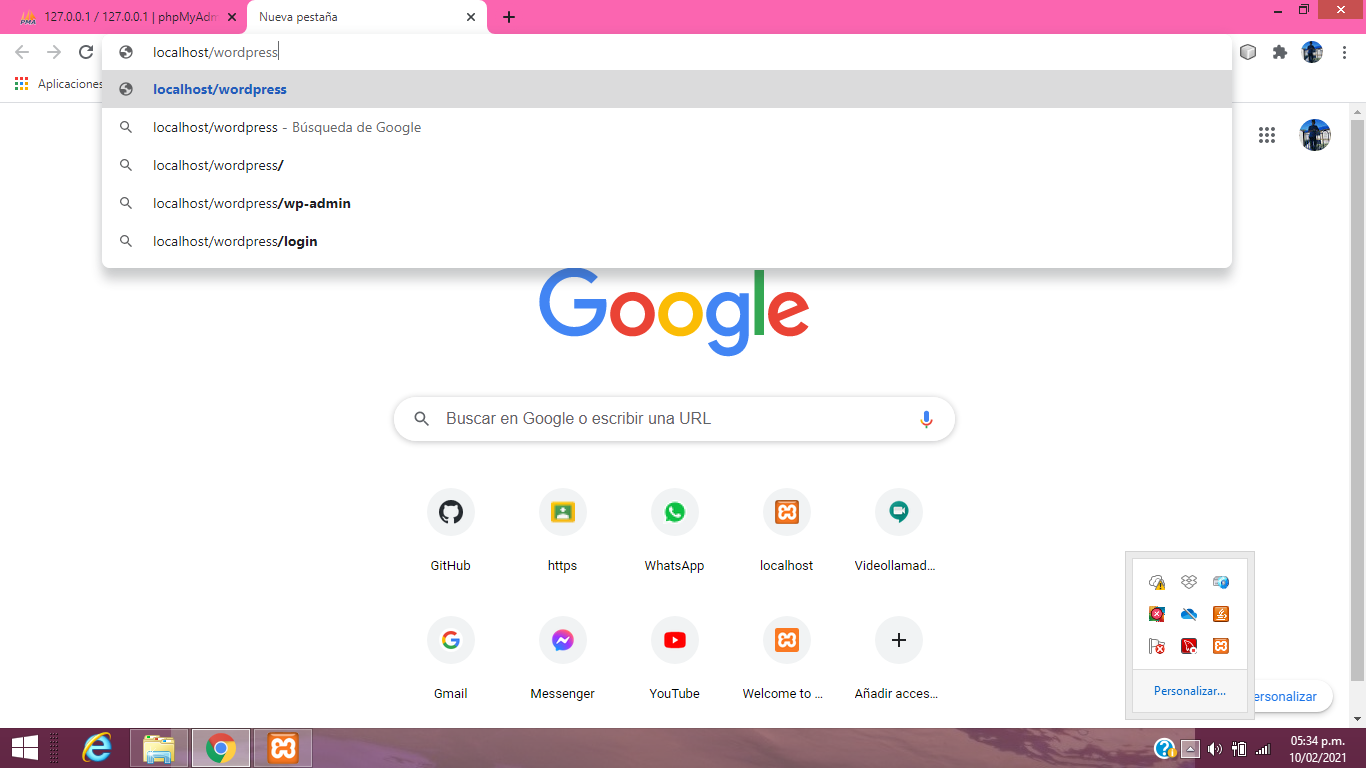 127.0.0.1 / 127.0.0.1 | phpMyAdm
Nueva pestaña
localhost/wordpress
Aplicaciones
localhost/wordpress
localhost/wordpress - Búsqueda de Google
localhost/wordpress/
localhost/wordpress/wp-admin
localhost/wordpress/login
Google
Buscar en Google o escribir una URL
GitHub
https
WhatsApp
localhost
Videollamad...
Gmail
Messenger
YouTube
Welcome to ...
Añadir acces...
Personalizar...
ersonalizar
05:34 p.m.
10/02/2021